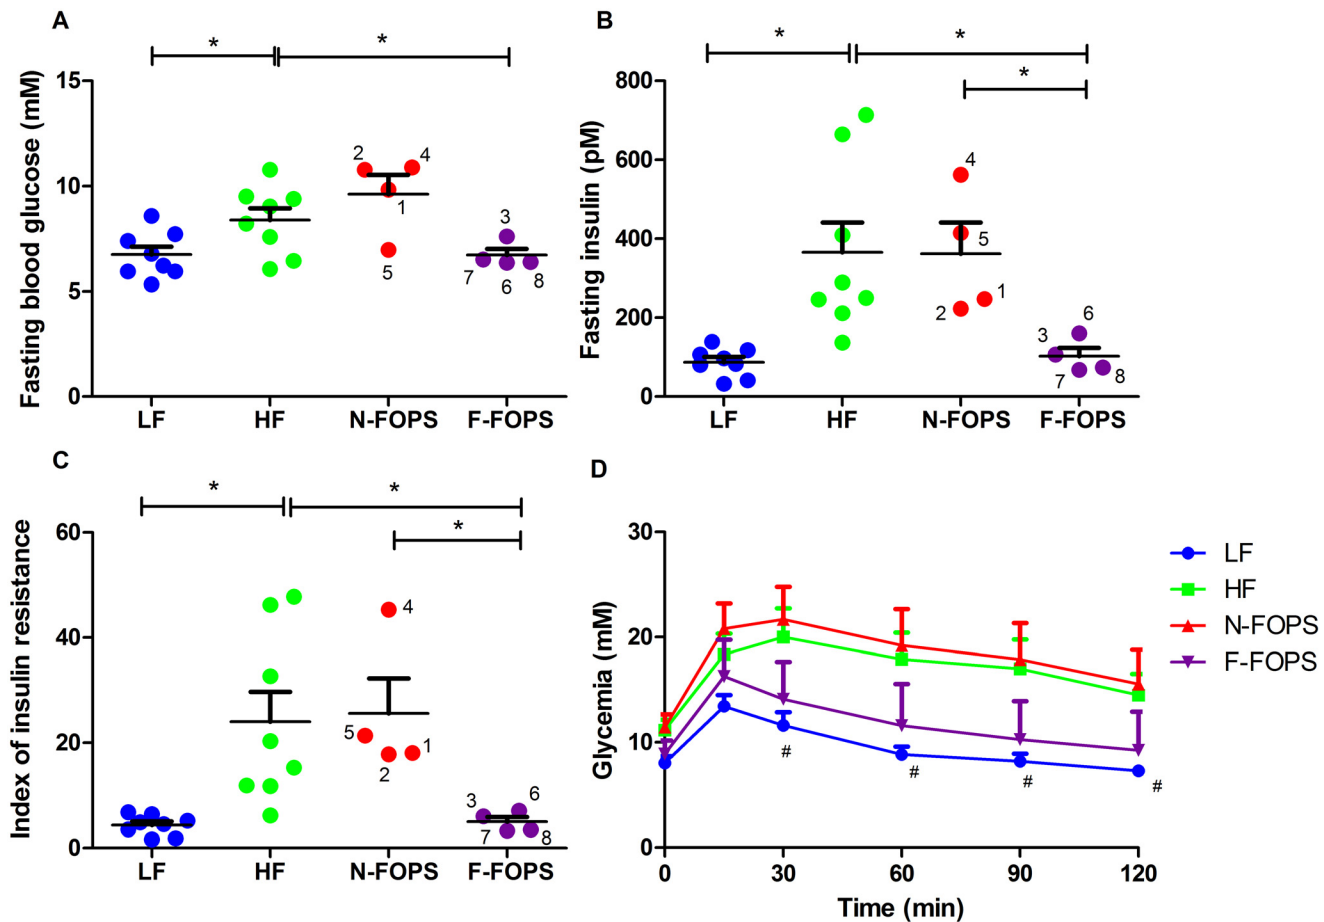 A
*
*
Fasting blood glucose (mM)
15
10
5
0
2
4
1
5
3
7
6
8
LF
HF
N-FOPS
F-FOPS
B
*
*
*
Fasting insulin (pM)
800
600
400
200
0
4
5
2
1
6
3
7
8
LF
HF
N-FOPS
F-FOPS
C
*
*
*
Index of insulin resistance
60
40
20
0
4
5
1
2
3
6
7
8
LF
HF
N-FOPS
F-FOPS
D
Glycemia (mM)
30
20
10
0
#
#
#
#
0
30
60
90
120
Time (min)
LF
HF
N-FOPS
F-FOPS